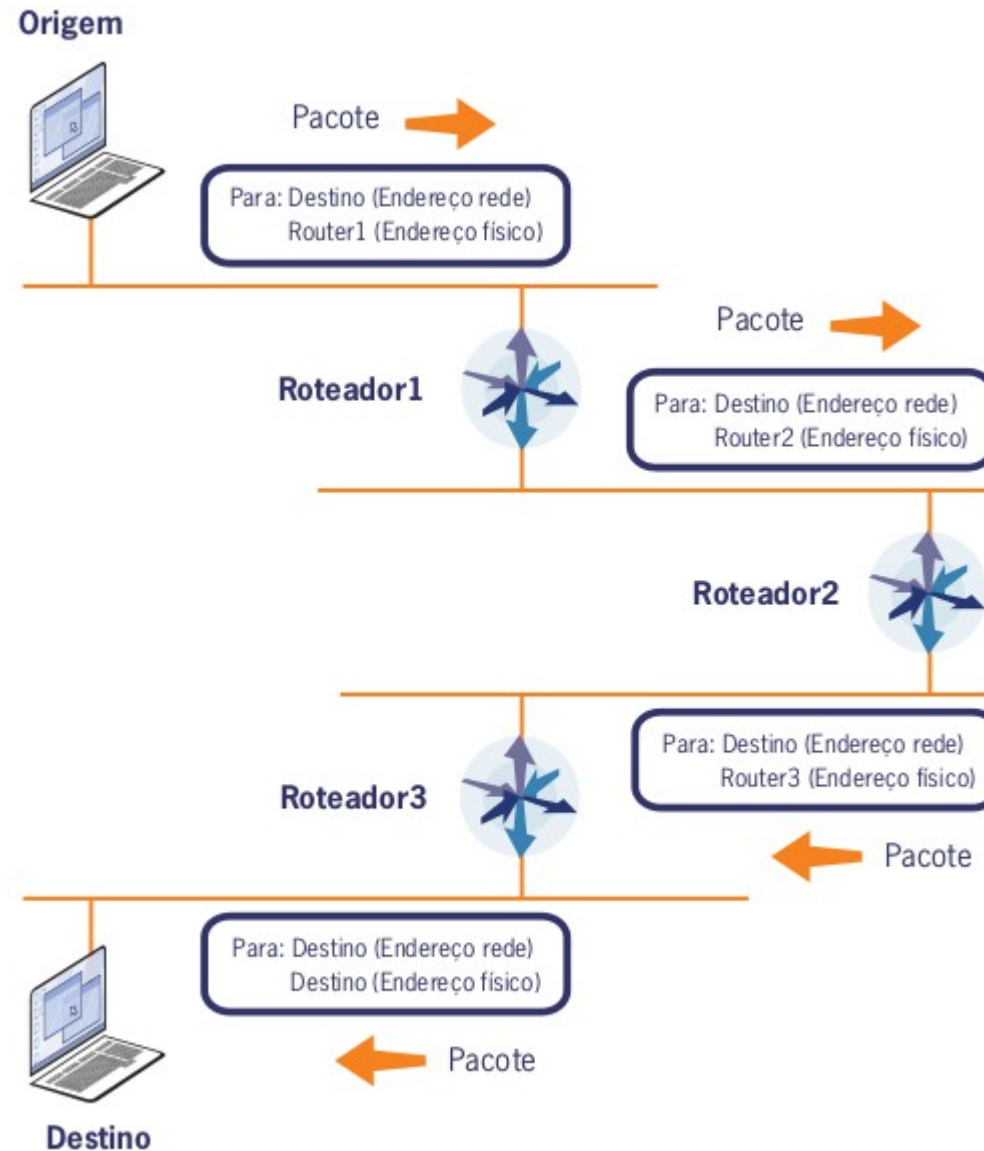 Origem
Pacote
Para: Destino (Endereço rede)
Router1 (Endereço físico)
Pacote
Roteador1
Para: Destino (Endereço rede)
Router2 (Endereço físico)
Roteador2
Para: Destino (Endereço rede)
Router3 (Endereço físico)
Roteador3
Pacote
Para: Destino (Endereço rede)
Destino (Endereço físico)
Pacote
Destino